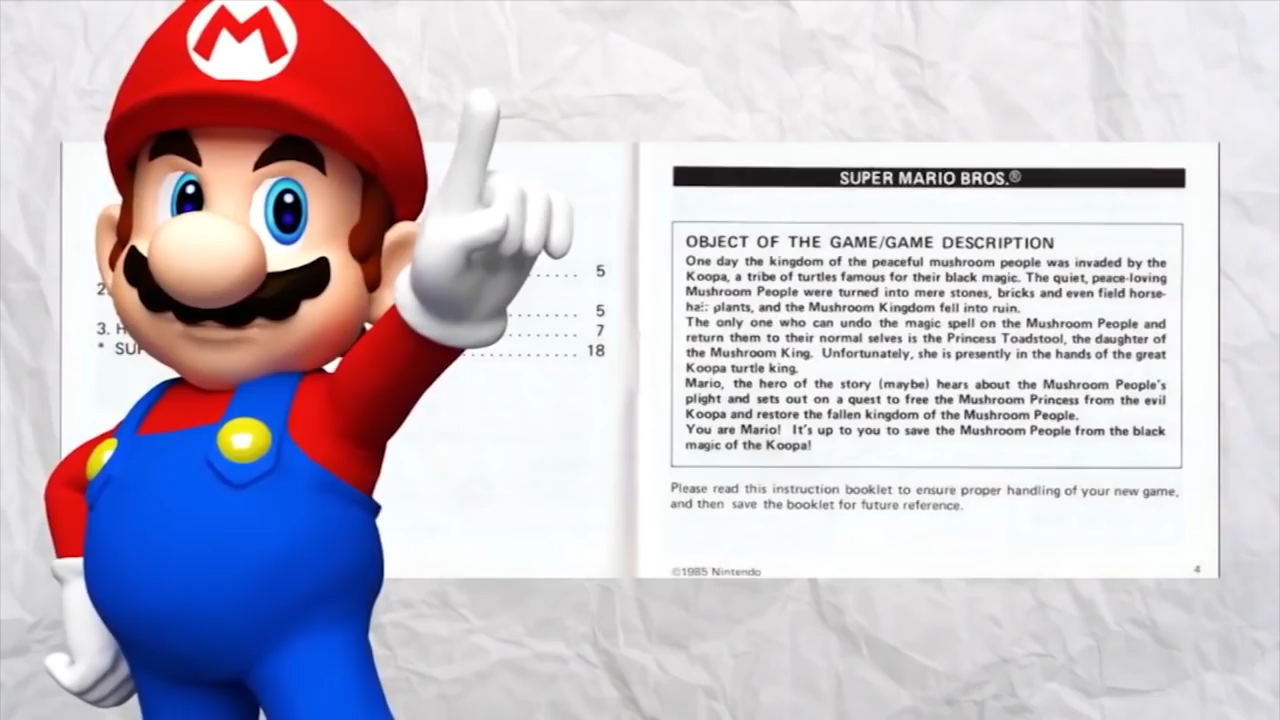 M
5
2.
5
3. H
7
* SU
18
SUPER MARIO BROS.®
OBJECT OF THE GAME/GAME DESCRIPTION
One day the kingdom of the peaceful mushroom people was invaded by the
Koopa, a tribe of turtles famous for their black magic. The quiet, peace-loving
Mushroom People were turned into mere stones, bricks and even field horse-
hair plants, and the Mushroom Kingdom fell into ruin.
The only one who can undo the magic spell on the Mushroom People and
return them to their normal selves is the Princess Toadstool, the daughter of
the Mushroom King. Unfortunately, she is presently in the hands of the great
Koopa turtle king.
Mario, the hero of the story (maybe) hears about the Mushroom People's
plight and sets out on a quest to free the Mushroom Princess from the evil
Koopa and restore the fallen kingdom of the Mushroom People.
You are Mario! It's up to you to save the Mushroom People from the black
magic of the Koopa!
Please read this instruction booklet to ensure proper handling of your new game,
and then save the booklet for future reference.
©1985 Nintendo
4